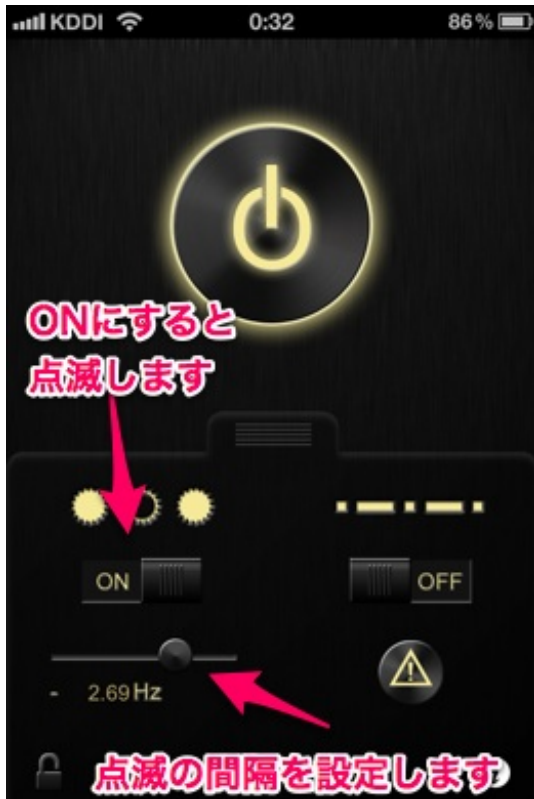 KDDI 0:32 86%
ONにすると
点滅します
ON OFF
- 2.69Hz
点滅の間隔を設定します